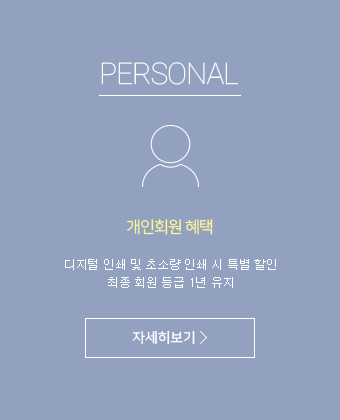 PERSONAL
개인회원 혜택
디지털 인쇄 및 초소량 인쇄 시 특별 할인
최종 회원 등급 1년 유지
자세히보기 >